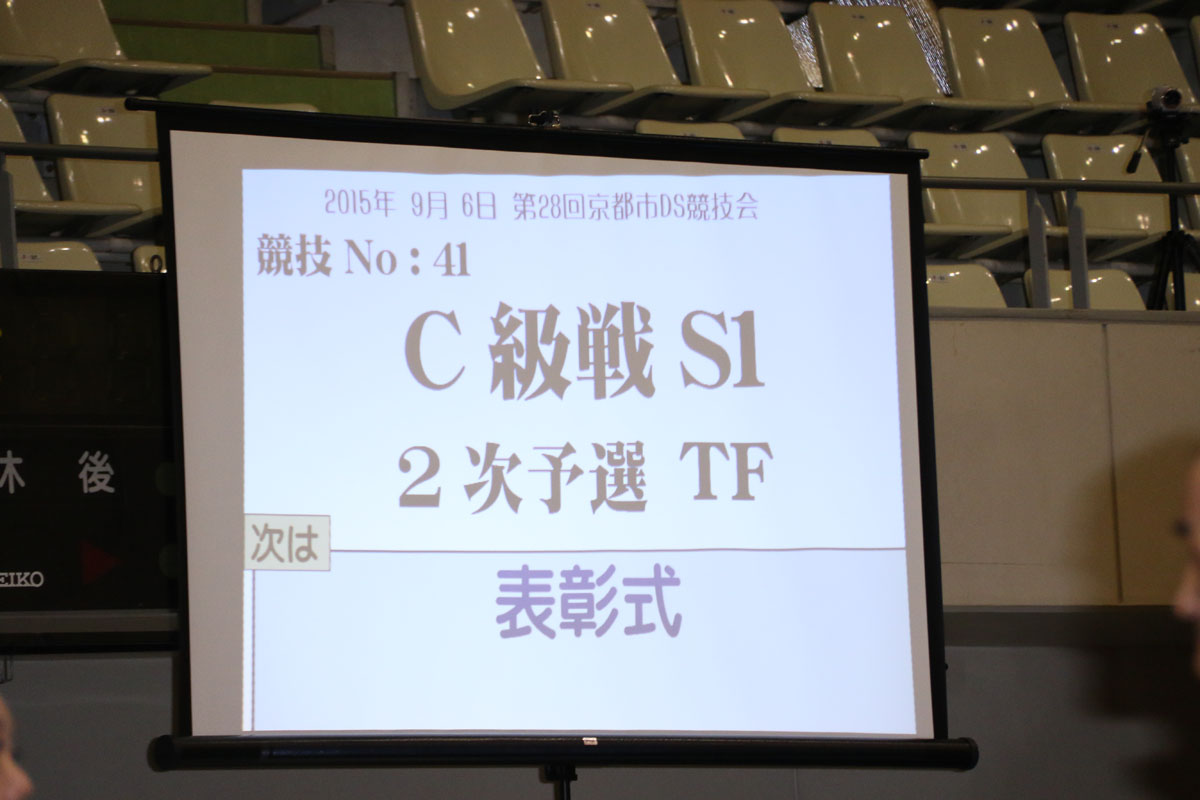 2015年 9月 6日 第28回京都市DS競技会
競技 No : 41
C 級戦 S1
2 次予選 TF
次は
表彰式
休 後
EIKO